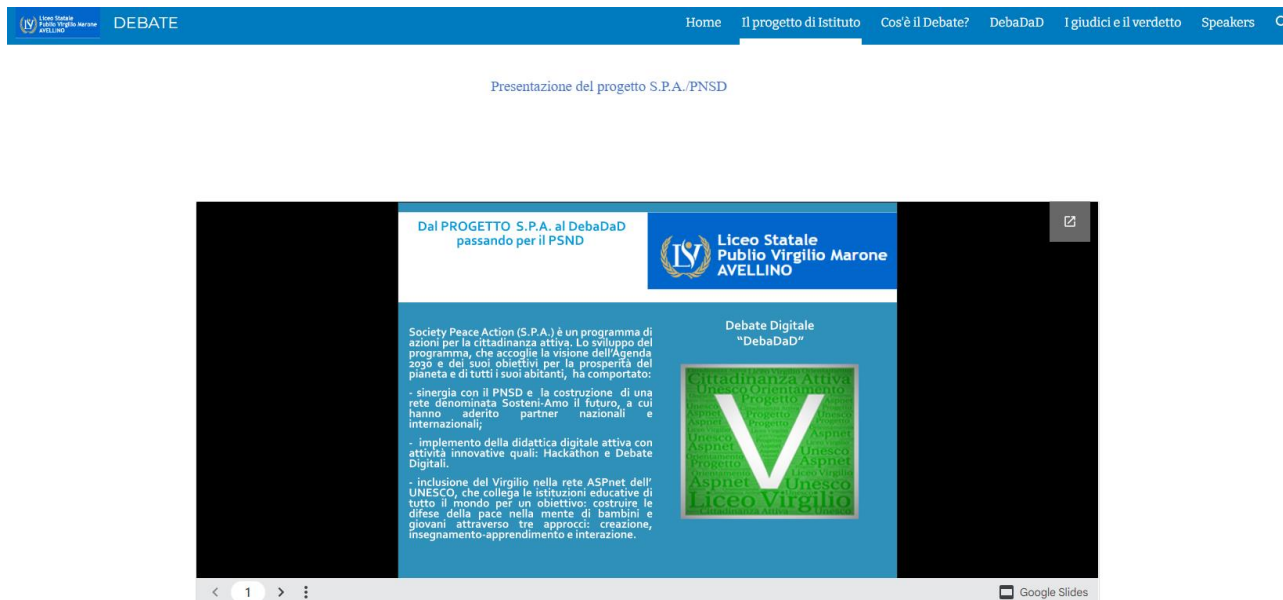 Liceo Statale
Publio Virgilio Marone
AVELLINO
DEBATE
Home
Il progetto di Istituto
Cos'è il Debate?
DebaDaD
I giudici e il verdetto
Speakers
Presentazione del progetto S.P.A./PNSD
Dal PROGETTO S.P.A. al DebaDaD
passando per il PSND
LV
Liceo Statale
Publio Virgilio Marone
AVELLINO
Society Peace Action (S.P.A.) è un programma di
azioni per la cittadinanza attiva. Lo sviluppo del
programma, che accoglie la visione dell'Agenda
2030 e dei suoi obiettivi per la prosperità del
pianeta e di tutti i suoi abitanti, ha comportato:
- sinergia con il PNSD e la costruzione di una
rete denominata Sosteni-Amo il futuro, a cui
hanno aderito partner nazionali e
internazionali;
- implemento della didattica digitale attiva con
attività innovative quali: Hackathon e Debate
Digitali.
- inclusione del Virgilio nella rete ASPnet dell'
UNESCO, che collega le istituzioni educative di
tutto il mondo per un obiettivo: costruire le
difese della pace nella mente di bambini e
giovani attraverso tre approcci: creazione,
insegnamento-apprendimento e interazione.
Debate Digitale
"DebaDaD"
Cittadinanza Attiva
Unesco Orientamento
Progetto
V
Unesco
Aspnet
Progetto
Aspnet Unesco
Liceo Virgilio
1
Google Slides